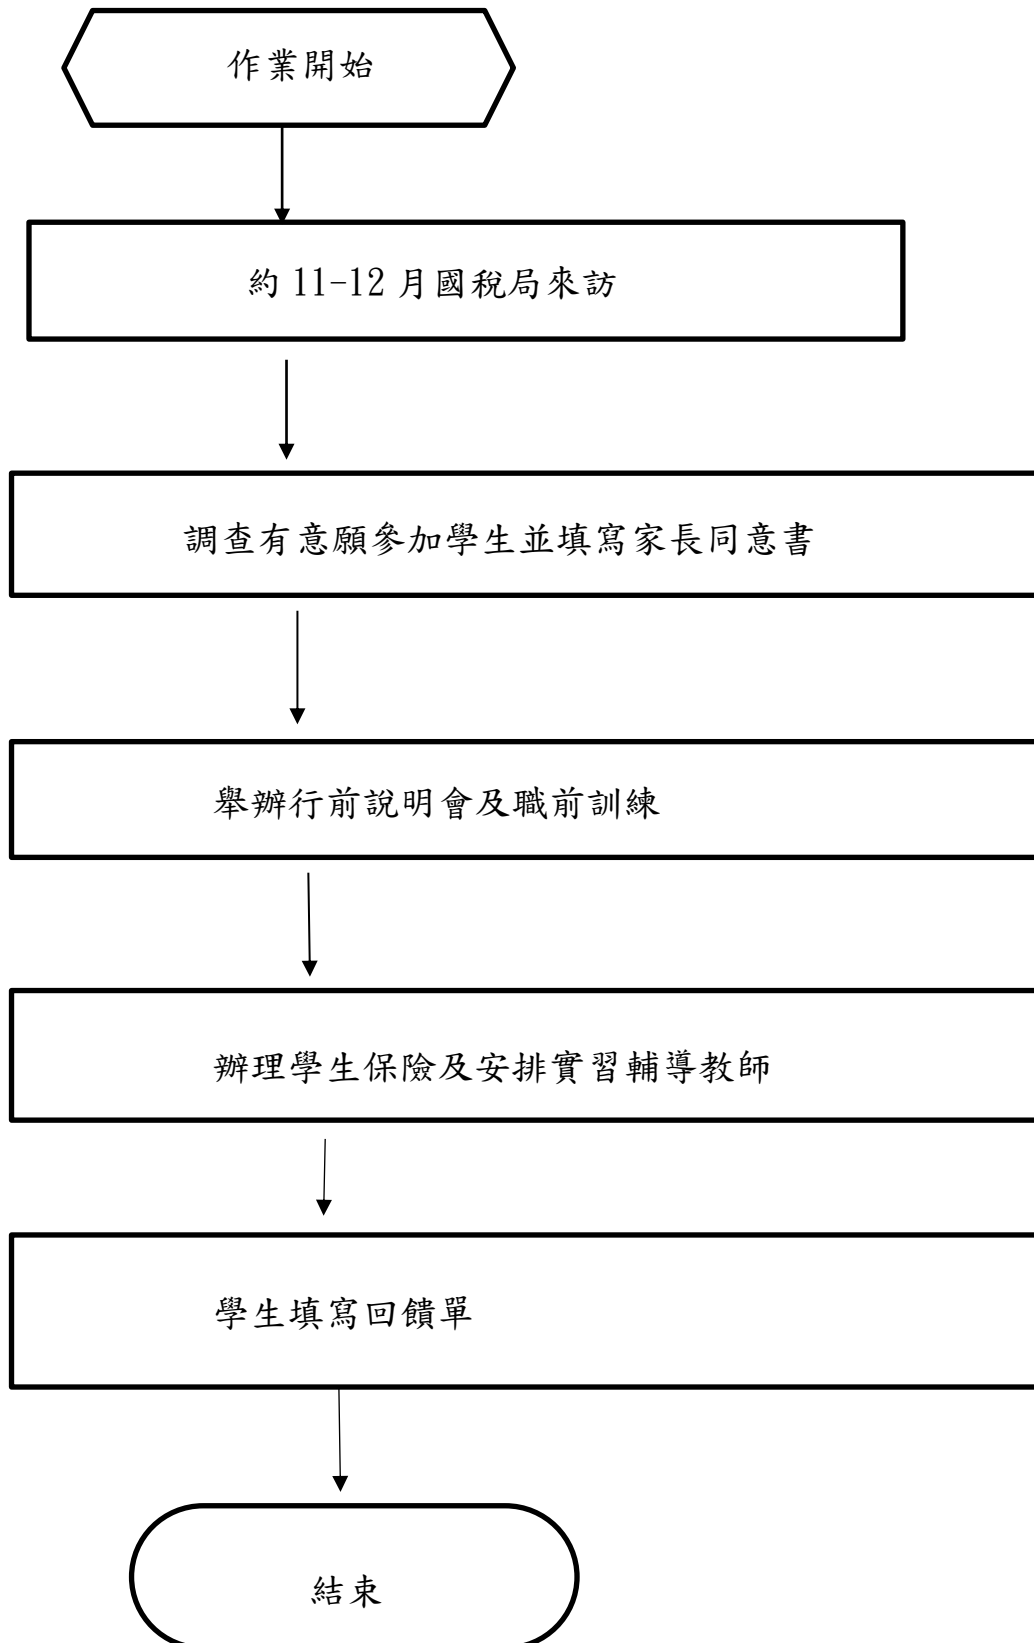 作業開始
約 11-12 月國稅局來訪
調查有意願參加學生並填寫家長同意書
舉辦行前說明會及職前訓練
辦理學生保險及安排實習輔導教師
學生填寫回饋單
結束